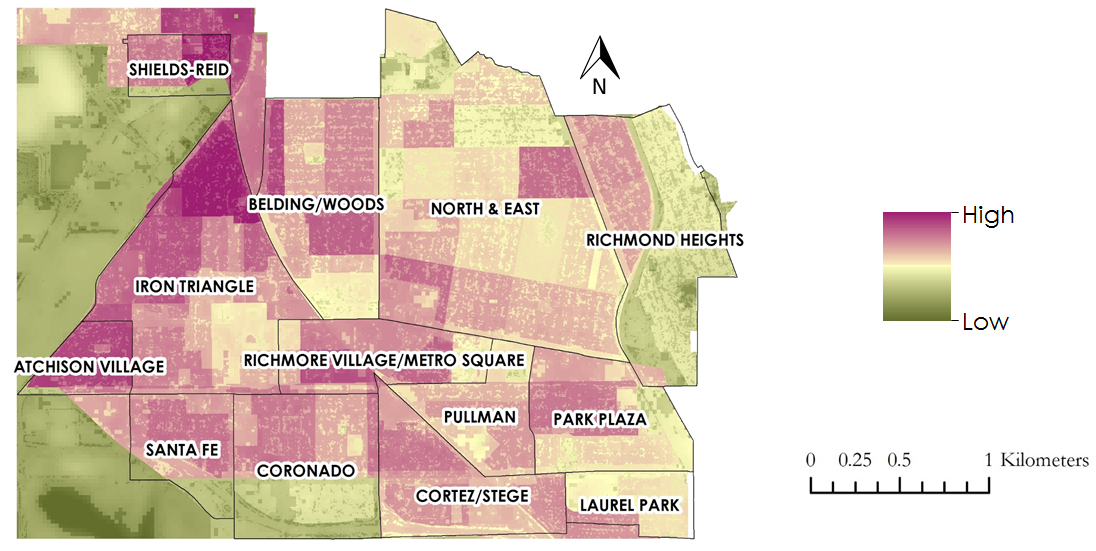 SHIELDS-REID
N
BELDING/WOODS
NORTH & EAST
High
RICHMOND HEIGHTS
IRON TRIANGLE
Low
ATCHISON VILLAGE
RICHMORE VILLAGE/METRO SQUARE
PULLMAN
PARK PLAZA
SANTA FE
CORONADO
0 0.25 0.5 1 Kilometers
CORTEZ/STEGE
LAUREL PARK